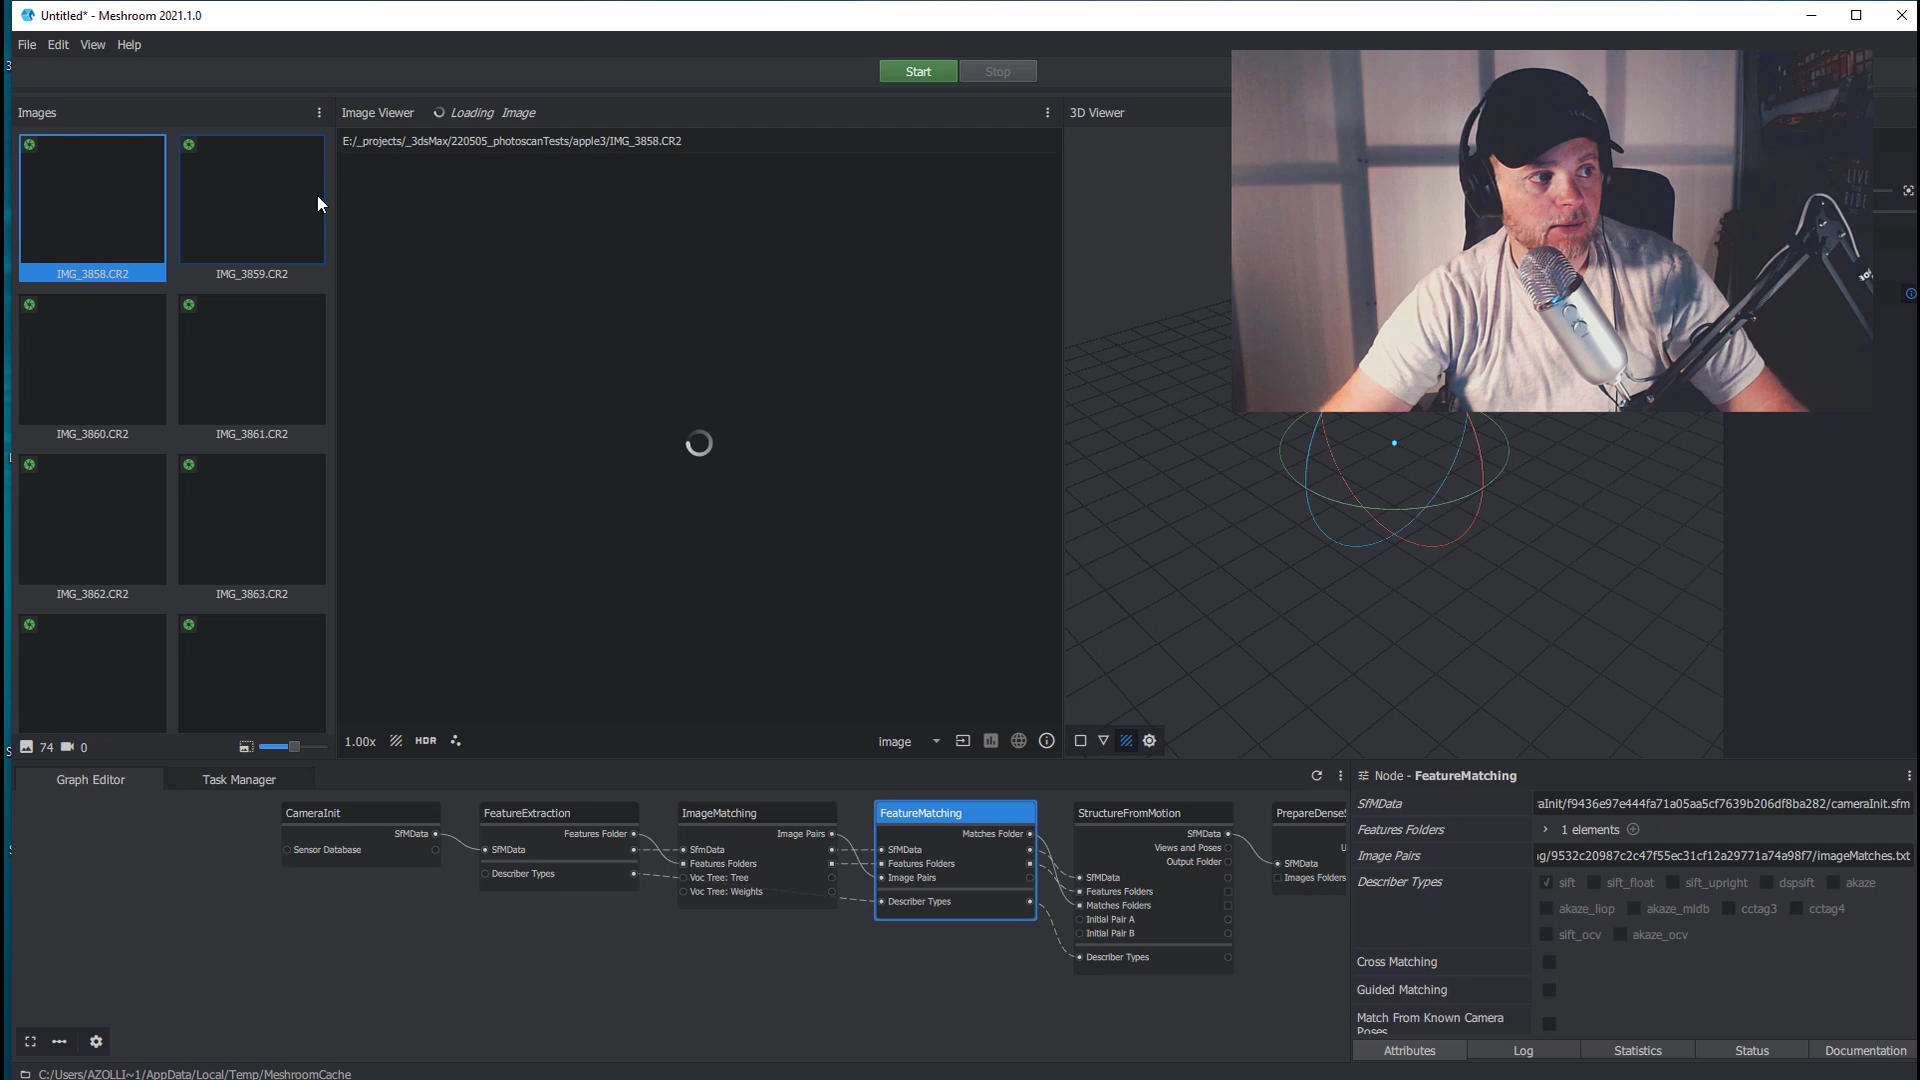 Untitled* - Meshroom 2021.1.0
File Edit View Help
Start Stop
Images
Image Viewer Loading Image
3D Viewer
E:/_projects/_3dsMax/220505_photoscanTests/apple3/IMG_3858.CR2
IMG_3858.CR2
IMG_3859.CR2
IMG_3860.CR2
IMG_3861.CR2
IMG_3862.CR2
IMG_3863.CR2
LIVE
RIDE
74 0
1.00x HDR
image
Graph Editor Task Manager
CameraInit
SfMData
Sensor Database
FeatureExtraction
Features Folder
SfMData
Describer Types
ImageMatching
Image Pairs
SfmData
Features Folders
Voc Tree: Tree
Voc Tree: Weights
FeatureMatching
Matches Folder
SfMData
Features Folders
Image Pairs
Describer Types
StructureFromMotion
SfMData
Views and Poses
Output Folder
SfMData
Features Folders
Matches Folders
Initial Pair A
Initial Pair B
Describer Types
PrepareDenseS
U
SfMData
Images Folders
Node - FeatureMatching
SfMData aInit/f9436e97e444fa71a05aa5cf7639b206df8ba282/cameraInit.sfm
Features Folders 1 elements
Image Pairs g/9532c20987c2c47f55ec31cf12a29771a74a98f7/imageMatches.txt
Describer Types sift sift_float sift_upright dspsift akaze
akaze_liop akaze_mldb cctag3 cctag4
sift_ocv akaze_ocv
Cross Matching
Guided Matching
Match From Known Camera
Poses
Attributes Log Statistics Status Documentation
C:/Users/AZOLLI~1/AppData/Local/Temp/MeshroomCache